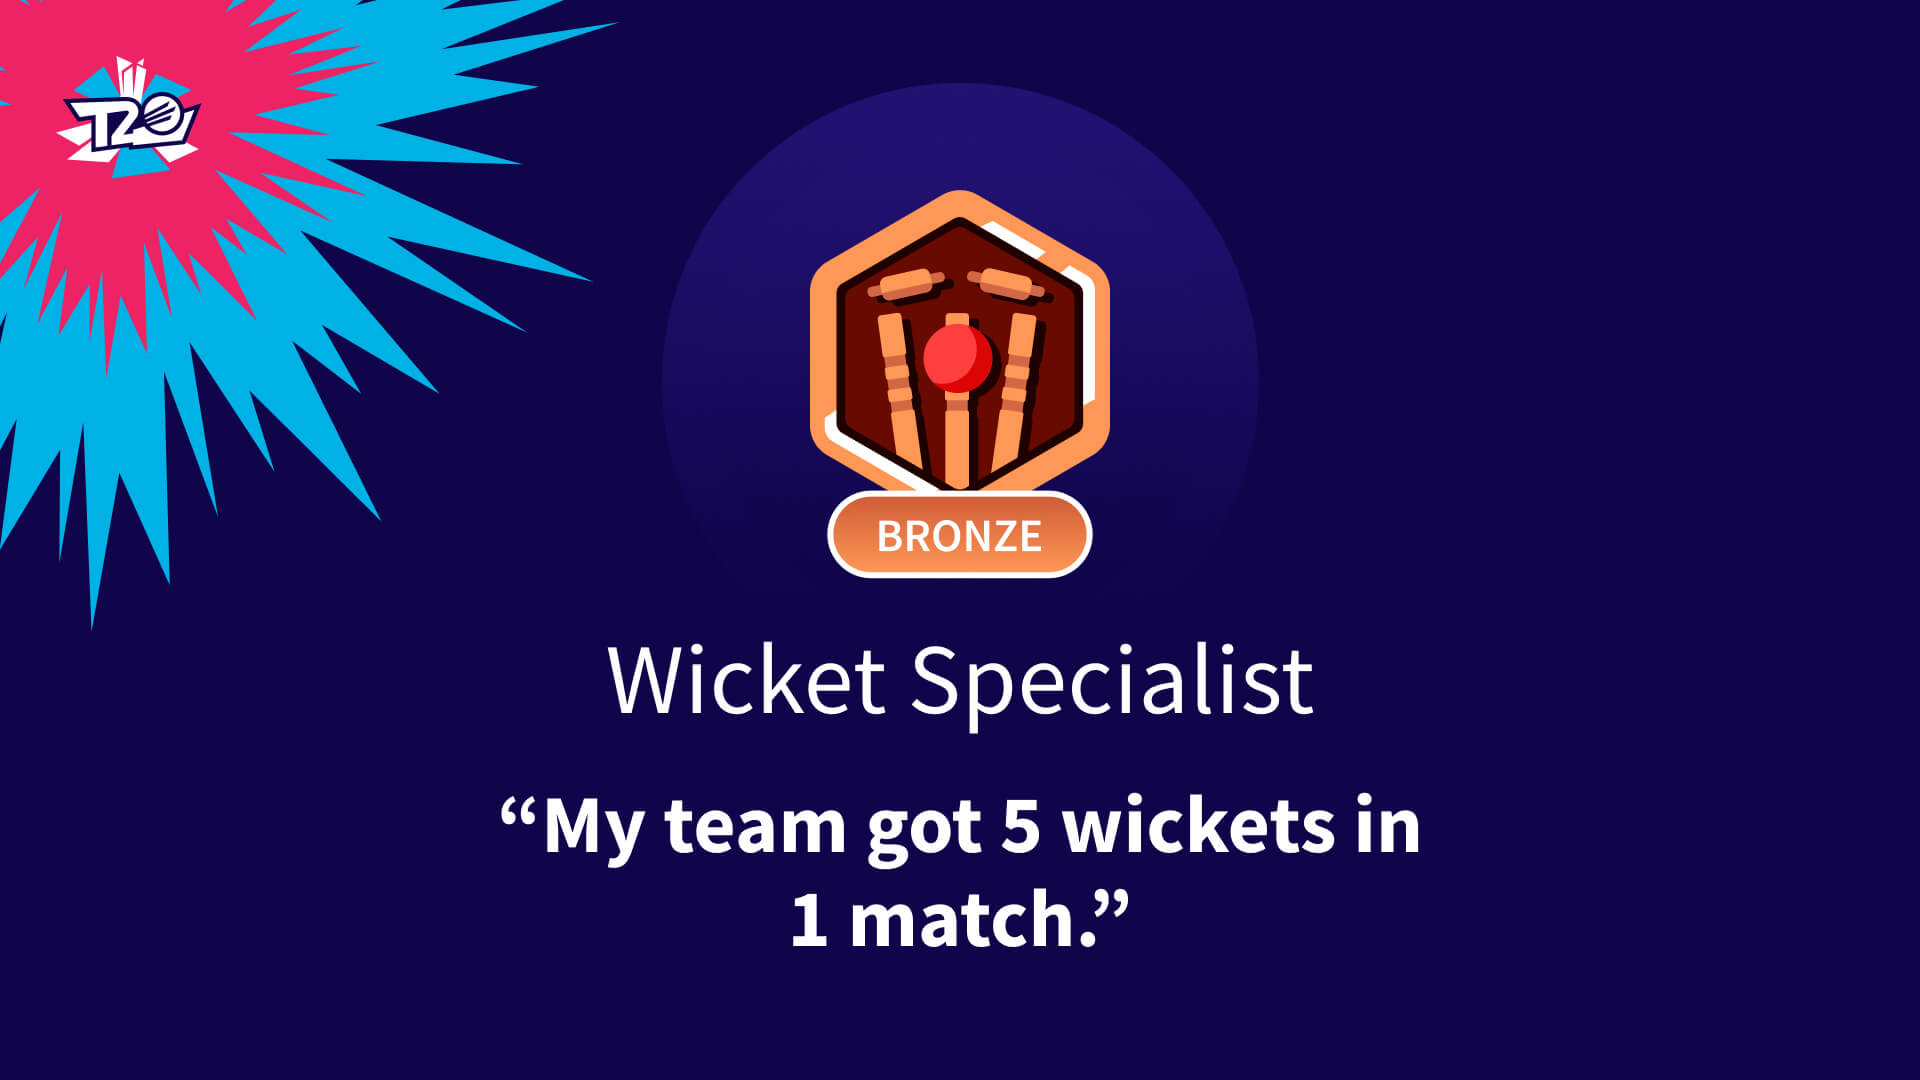 T20
BRONZE
Wicket Specialist
“My team got 5 wickets in
1 match.”